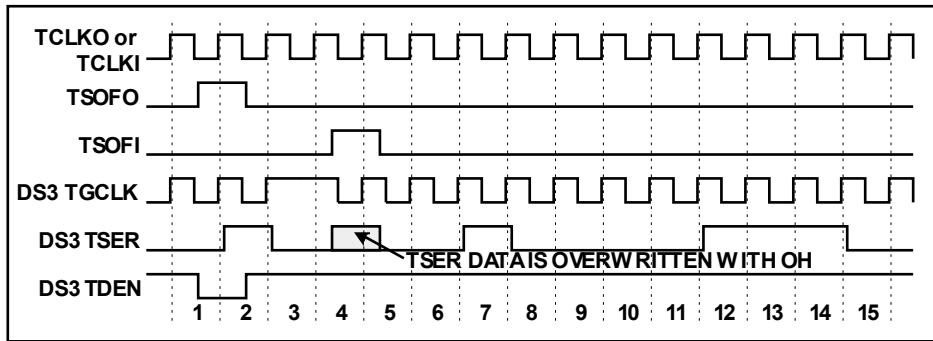 TCLKO or
TCLKI
TSOFO
TSOFI
DS3 TGCLK
DS3 TSER
TSER DATA IS OVERWRITTEN WITH OH
DS3 TDEN
1 2 3 4 5 6 7 8 9 10 11 12 13 14 15